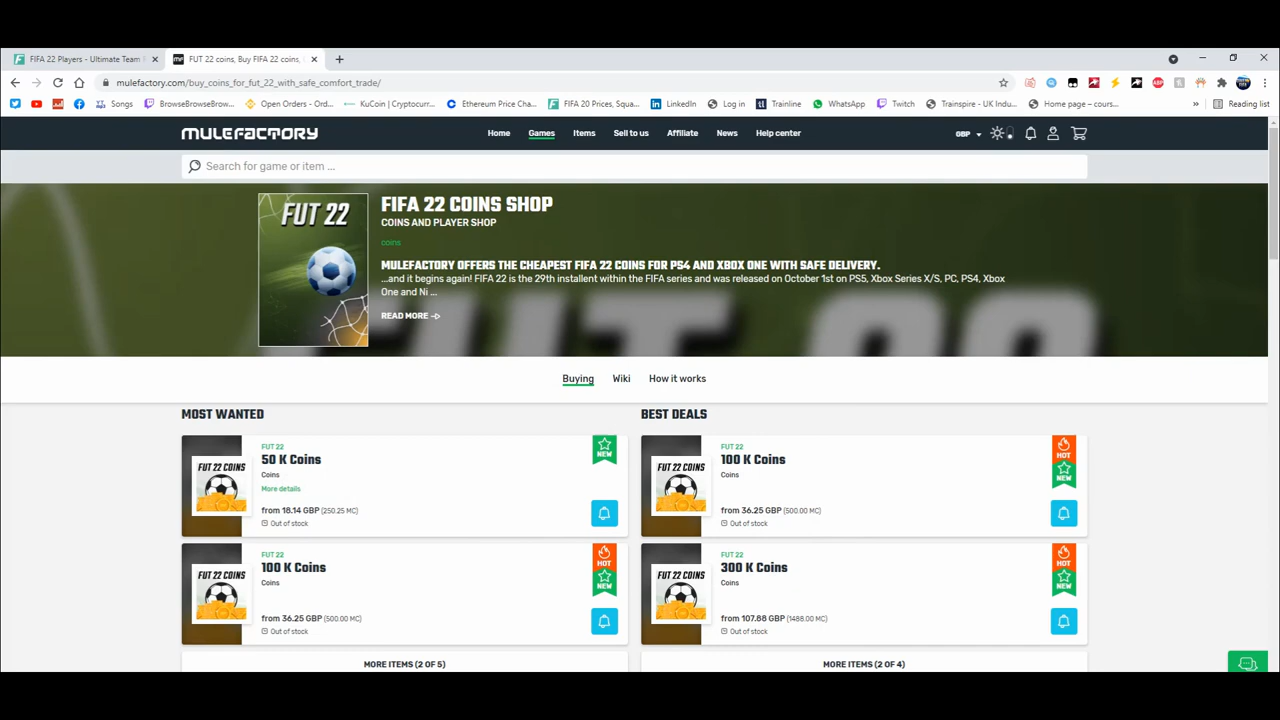 FIFA 22 Players - Ultimate Team
FUT 22 coins, Buy FIFA 22 coins,
mulefactory.com/buy_coins_for_fut_22_with_safe_comfort_trade/
Songs
BrowseBrowseBrow...
Open Orders - Ord...
KuCoin | Cryptocurr...
Ethereum Price Cha...
FIFA 20 Prices, Squa...
LinkedIn
Log in
Trainline
WhatsApp
Twitch
Trainspire - UK Indu...
Home page – cours...
»
Reading list
MULEFACTORY
Home
Games
Items
Sell to us
Affiliate
News
Help center
GBP
Search for game or item ...
FUT 22
FIFA 22 COINS SHOP
COINS AND PLAYER SHOP
coins
MULEFACTORY OFFERS THE CHEAPEST FIFA 22 COINS FOR PS4 AND XBOX ONE WITH SAFE DELIVERY.
...and it begins again! FIFA 22 is the 29th installent within the FIFA series and was released on October 1st on PS5, Xbox Series X/S, PC, PS4, Xbox
One and Ni ...
READ MORE
FUT 22
Buying
Wiki
How it works
MOST WANTED
FUT 22 COINS
FUT 22
50 K Coins
Coins
More details
from 18.14 GBP (250.25 MC)
Out of stock
NEW
FUT 22 COINS
FUT 22
100 K Coins
Coins
from 36.25 GBP (500.00 MC)
Out of stock
HOT
NEW
MORE ITEMS (2 OF 5)
BEST DEALS
FUT 22 COINS
FUT 22
100 K Coins
Coins
from 36.25 GBP (500.00 MC)
Out of stock
HOT
NEW
FUT 22 COINS
FUT 22
300 K Coins
Coins
from 107.88 GBP (1488.00 MC)
Out of stock
HOT
NEW
MORE ITEMS (2 OF 4)